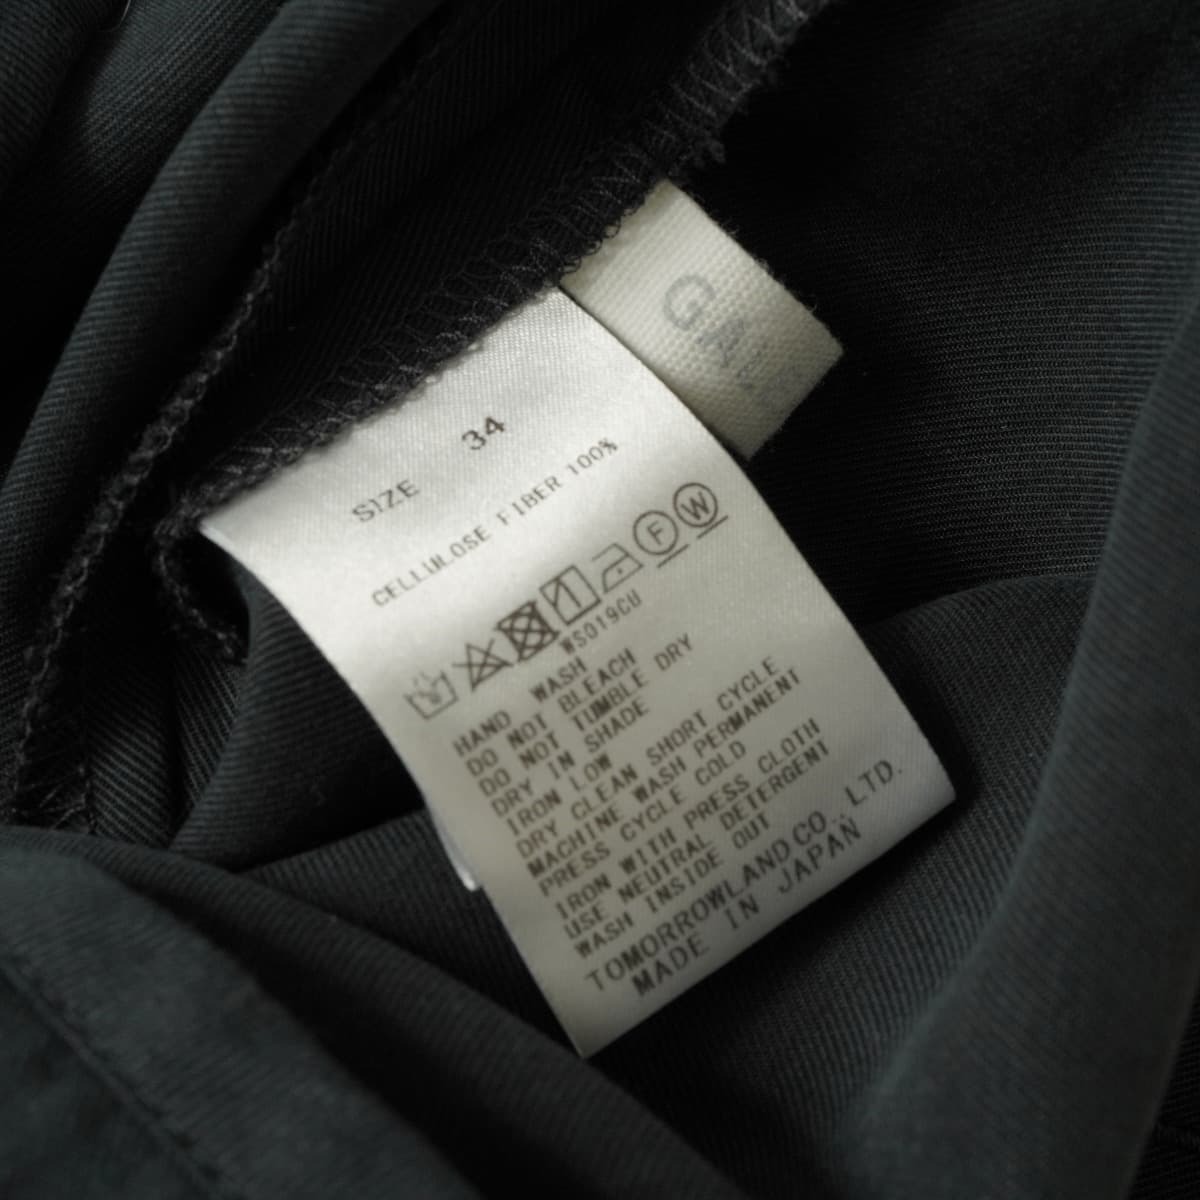 GA
SIZE 34
CELLULOSE FIBER 100%
F W
WS019CU
HAND WASH
DO NOT BLEACH
DO NOT TUMBLE DRY
DRY IN SHADE
IRON LOW
DRY CLEAN SHORT CYCLE
MACHINE WASH PERMANENT
PRESS CYCLE COLD
IRON WITH PRESS CLOTH
USE NEUTRAL DETERGENT
WASH INSIDE OUT
TOMORROWLAND CO., LTD.
MADE IN JAPAN